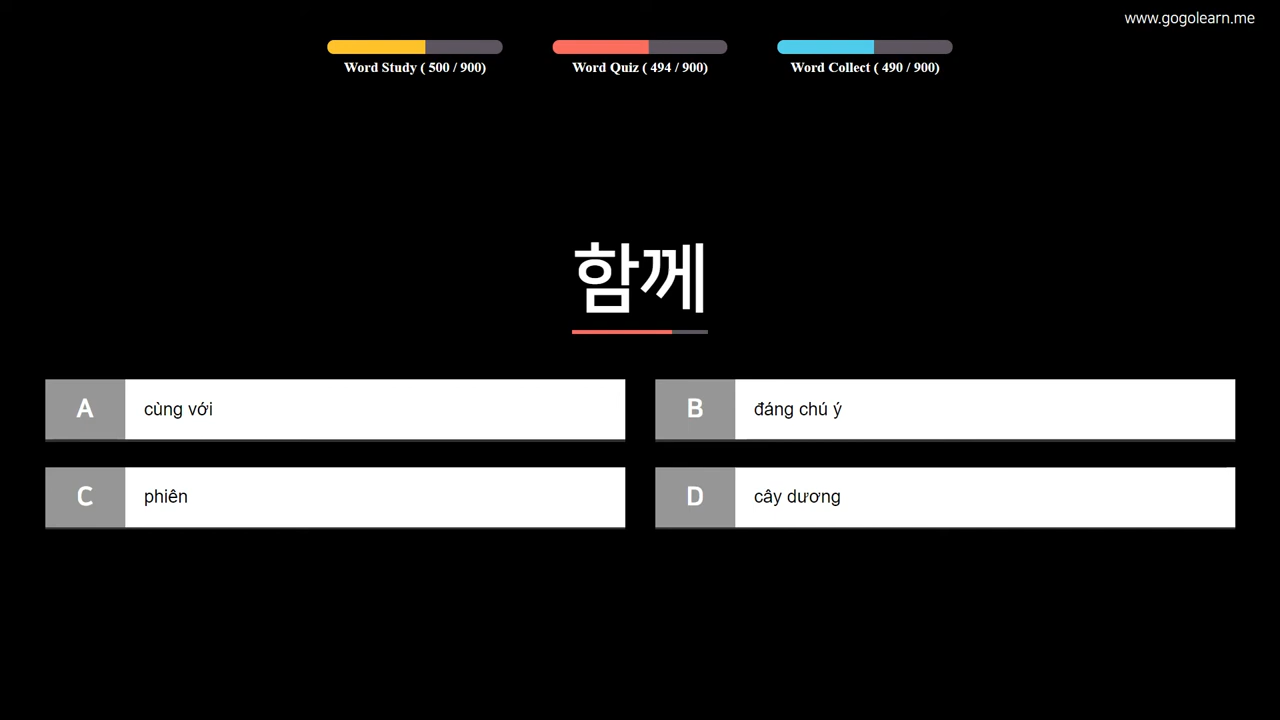 www.gogolearn.me
Word Study ( 500 / 900)
Word Quiz ( 494 / 900)
Word Collect ( 490 / 900)
함께
A cùng với
B đáng chú ý
C phiên
D cây dương